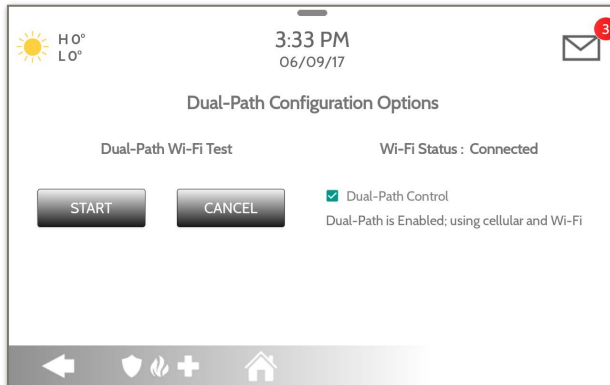 H 0°
L 0°
3:33 PM
06/09/17
3
Dual-Path Configuration Options
Dual-Path Wi-Fi Test
Wi-Fi Status : Connected
START
CANCEL
Dual-Path Control
Dual-Path is Enabled; using cellular and Wi-Fi